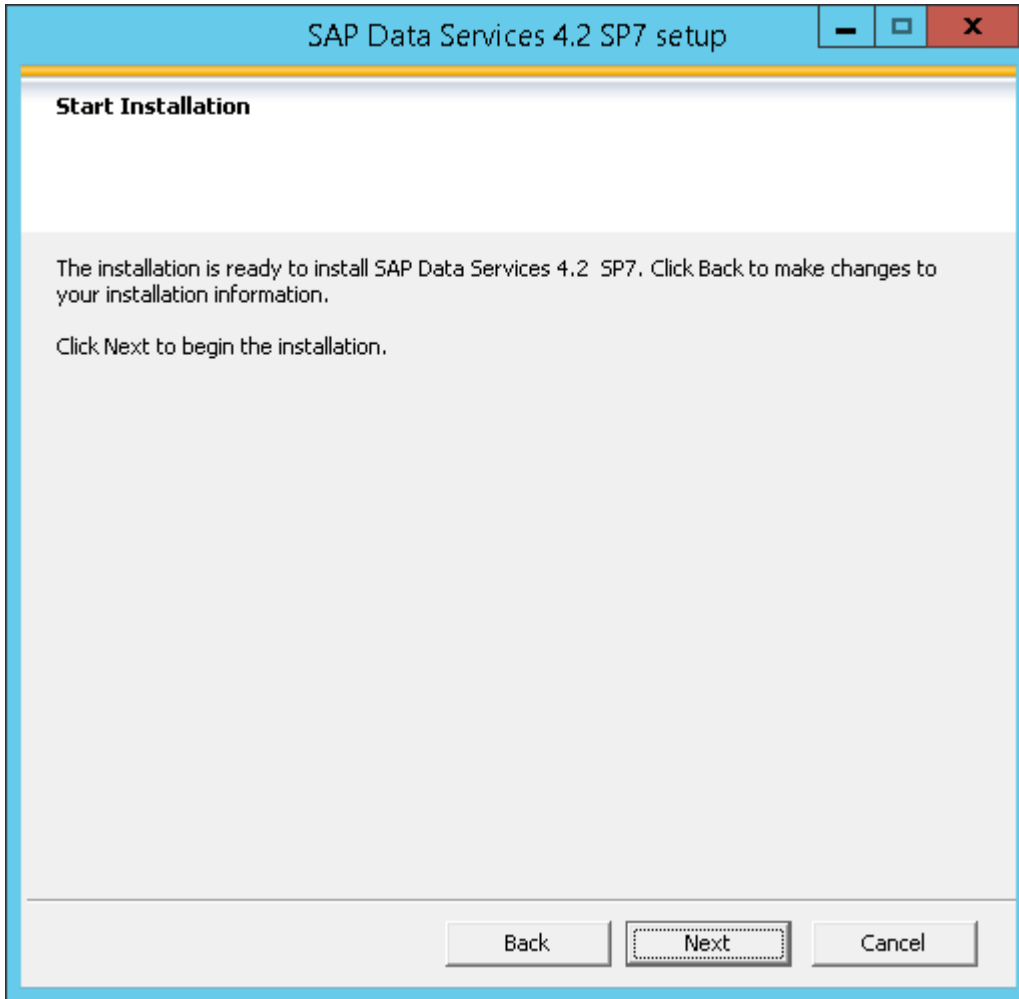 SAP Data Services 4.2 SP7 setup
Start Installation
The installation is ready to install SAP Data Services 4.2  SP7. Click Back to make changes to
your installation information.
Click Next to begin the installation.
Back
Next
Cancel